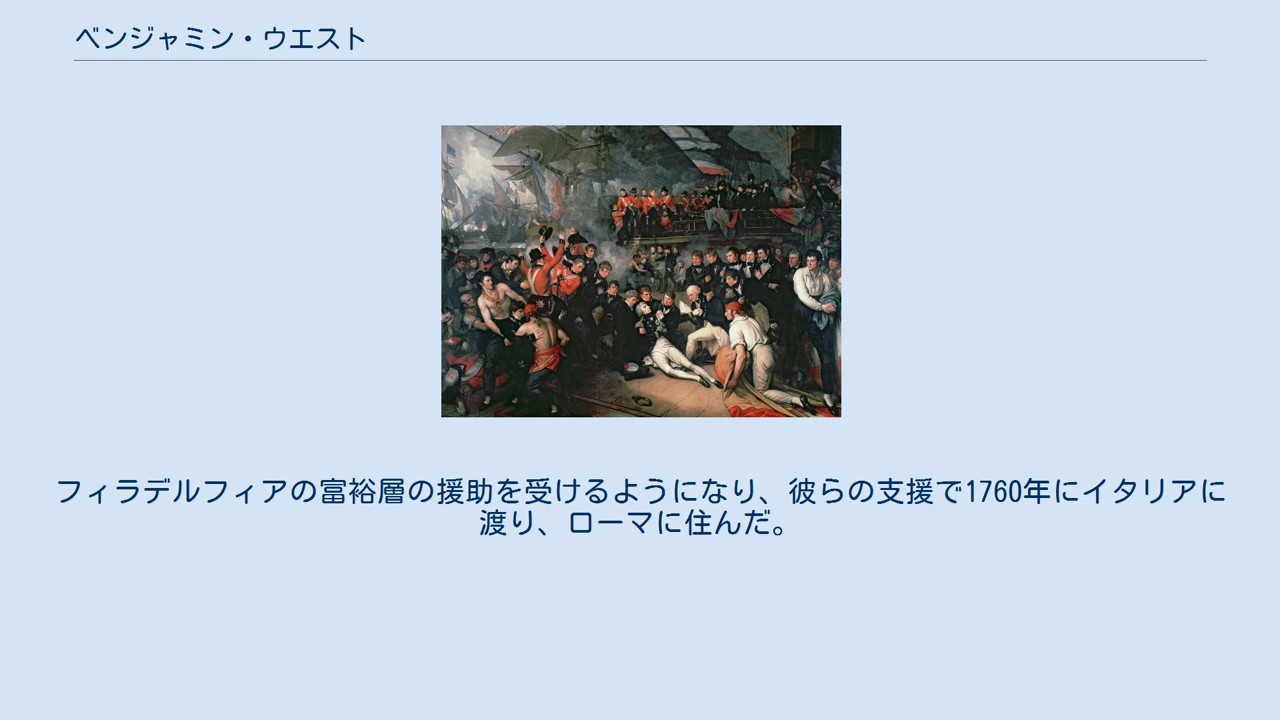 ベンジャミン・ウエスト
フィラデルフィアの富裕層の援助を受けるようになり、彼らの支援で1760年にイタリアに
渡り、ローマに住んだ。